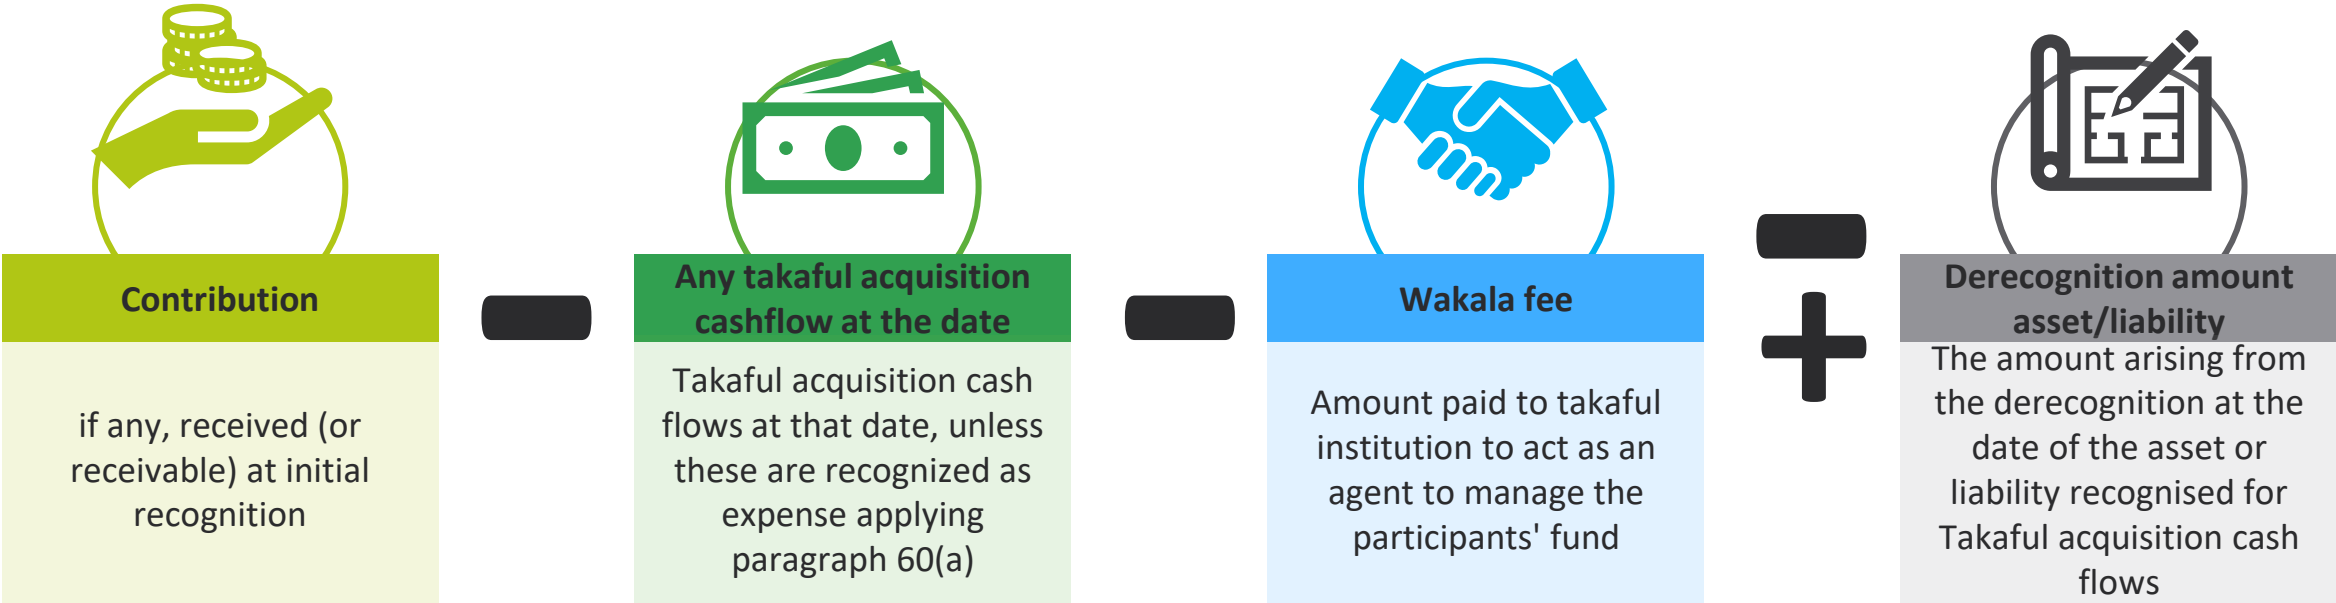 Contribution
if any, received (or
receivable) at initial
recognition
Any takaful acquisition
cashflow at the date
Takaful acquisition cash
flows at that date, unless
these are recognized as
expense applying
paragraph 60(a)
Wakala fee
Amount paid to takaful
institution to act as an
agent to manage the
participants' fund
Derecognition amount
asset/liability
The amount arising from
the derecognition at the
date of the asset or
liability recognised for
Takaful acquisition cash
flows